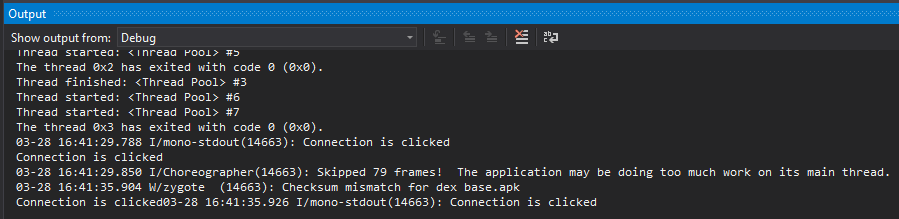 Output
Show output from: Debug
Thread started: <Thread Pool> #5
The thread 0x2 has exited with code 0 (0x0).
Thread finished: <Thread Pool> #3
Thread started: <Thread Pool> #6
Thread started: <Thread Pool> #7
The thread 0x3 has exited with code 0 (0x0).
03-28 16:41:29.788 I/mono-stdout(14663): Connection is clicked
Connection is clicked
03-28 16:41:29.850 I/Choreographer(14663): Skipped 79 frames!  The application may be doing too much work on its main thread.
03-28 16:41:35.904 W/zygote  (14663): Checksum mismatch for dex base.apk
Connection is clicked03-28 16:41:35.926 I/mono-stdout(14663): Connection is clicked